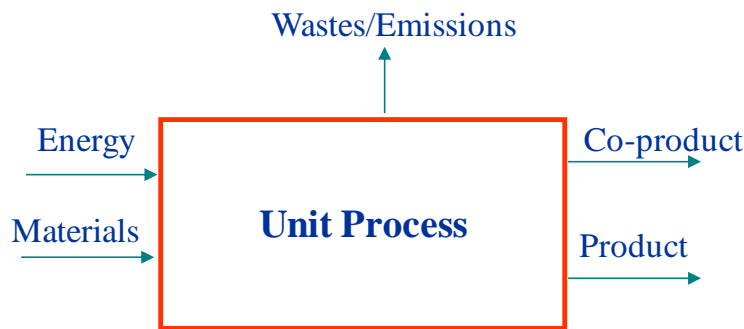 Wastes/Emissions
Energy
Co-product
Materials
Unit Process
Product